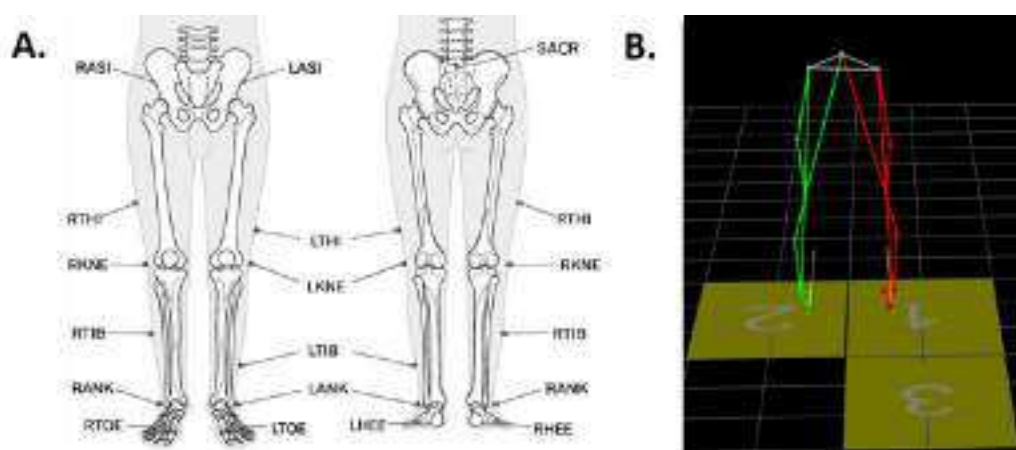 A.
RASI
LASI
SACR
RTHI
LTHI
RTHI
RKNE
LKNE
RKNE
RTIB
LTIB
RTIB
RANK
LANK
RANK
RTOE
LTOE
LHEE
RHEE
B.
2
1
3